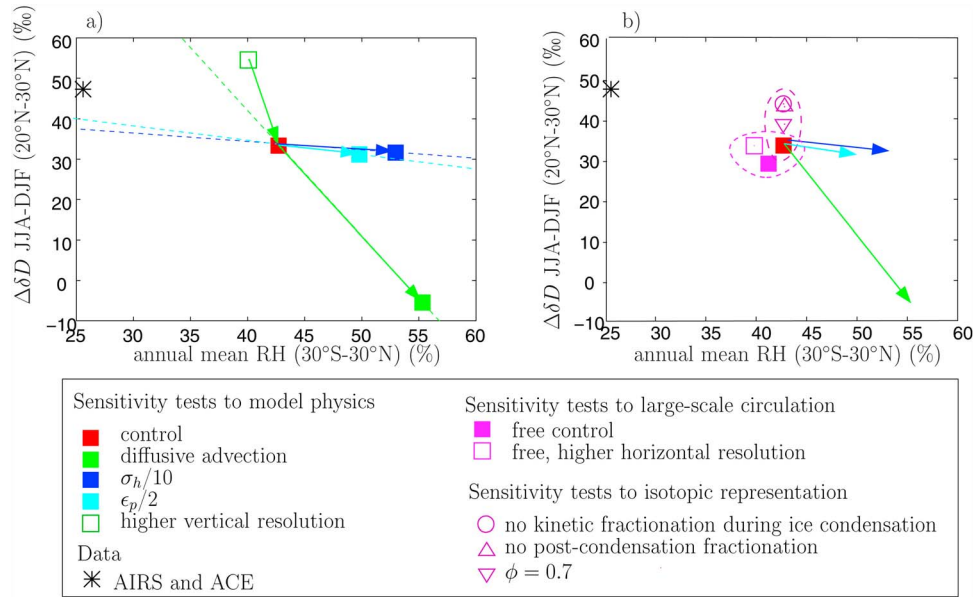 a)
b)
60
50
40
30
20
10
0
−10
25
30
35
40
45
50
55
60
ΔδD JJA-DJF (20°N-30°N) (‰)
annual mean RH (30°S-30°N) (%)
60
50
40
30
20
10
0
−10
25
30
35
40
45
50
55
60
ΔδD JJA-DJF (20°N-30°N) (‰)
annual mean RH (30°S-30°N) (%)
Sensitivity tests to model physics
control
diffusive advection
σh/10
ϵp/2
higher vertical resolution
Data
AIRS and ACE
Sensitivity tests to large-scale circulation
free control
free, higher horizontal resolution
Sensitivity tests to isotopic representation
no kinetic fractionation during ice condensation
no post-condensation fractionation
ϕ = 0.7